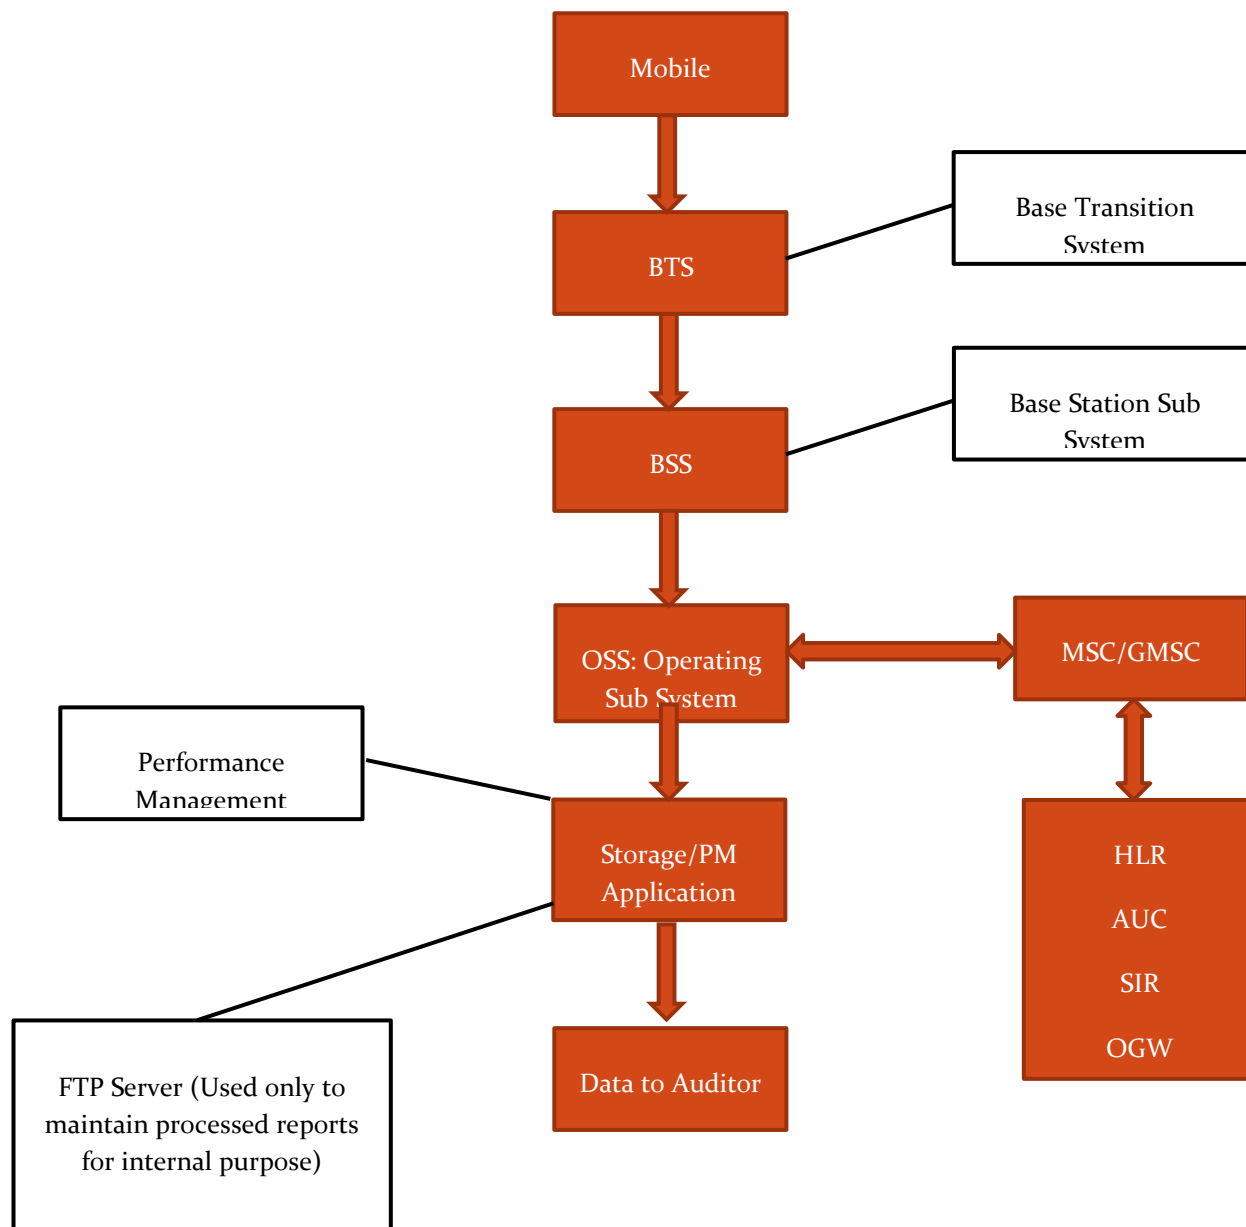 Mobile
Base Transition
System
BTS
Base Station Sub
System
BSS
OSS: Operating
Sub System
MSC/GMSC
Performance
Management
Storage/PM
Application
HLR
AUC
SIR
OGW
FTP Server (Used only to
maintain processed reports
for internal purpose)
Data to Auditor